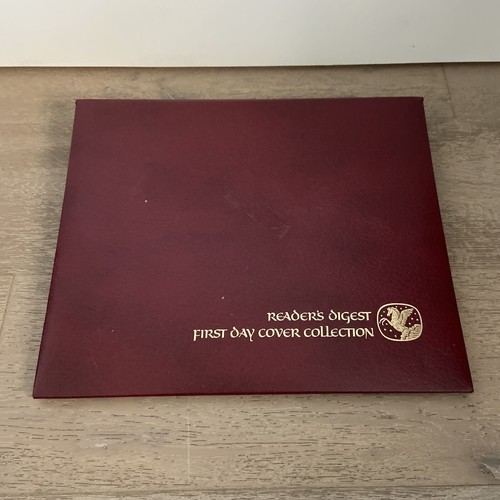 READER'S DIGEST
FIRST DAY COVER COLLECTION